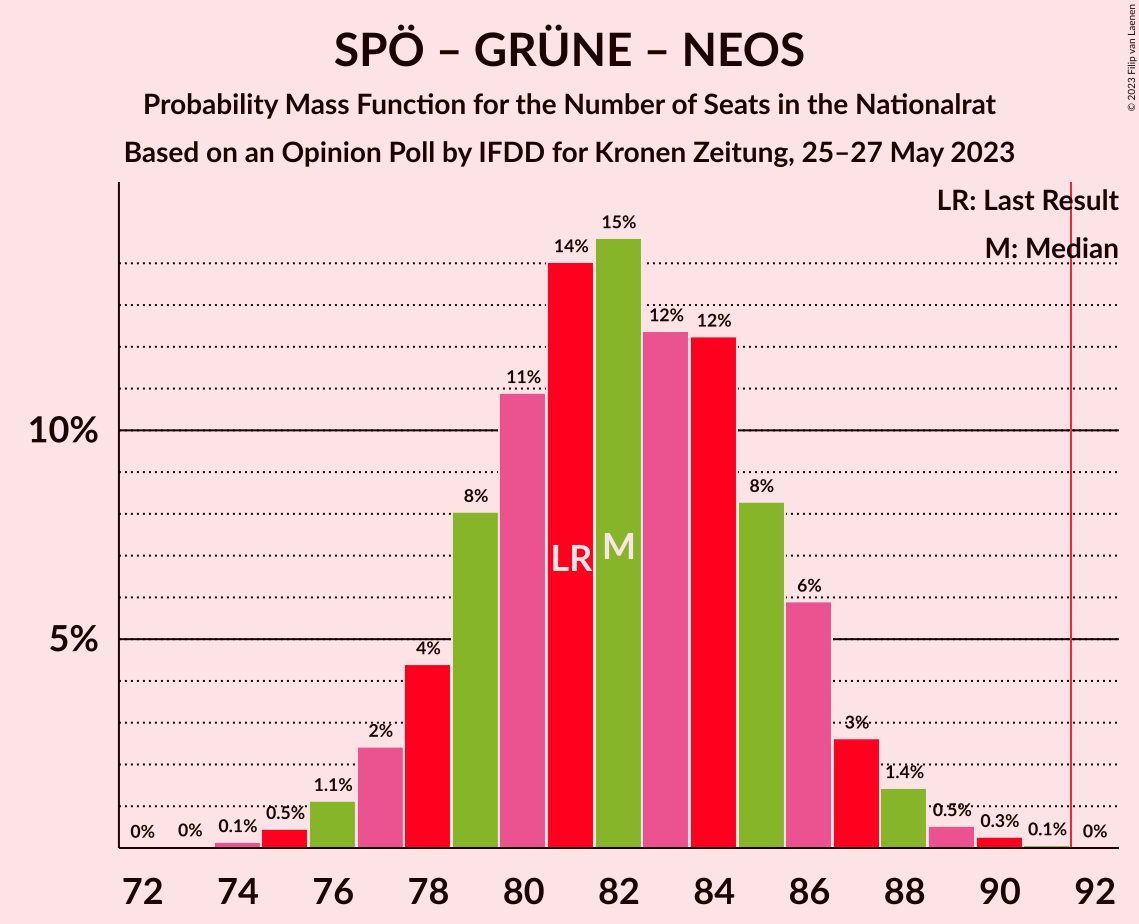 SPÖ – GRÜNE – NEOS
Probability Mass Function for the Number of Seats in the Nationalrat
Based on an Opinion Poll by IFDD for Kronen Zeitung, 25–27 May 2023
© 2023 Filip van Laenen
LR: Last Result
M: Median
15%
14%
12%
12%
11%
10%
8%
8%
LR
M
6%
5%
4%
3%
2%
1.4%
1.1%
0.5%
0.5%
0.3%
0.1%
0.1%
0%
0%
0%
72 74 76 78 80 82 84 86 88 90 92